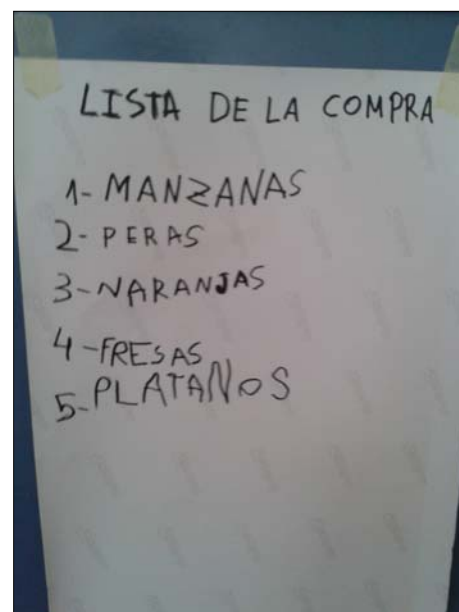 LISTA DE LA COMPRA
1- MANZANAS
2- PERAS
3- NARANJAS
4- FRESAS
5- PLATANOS